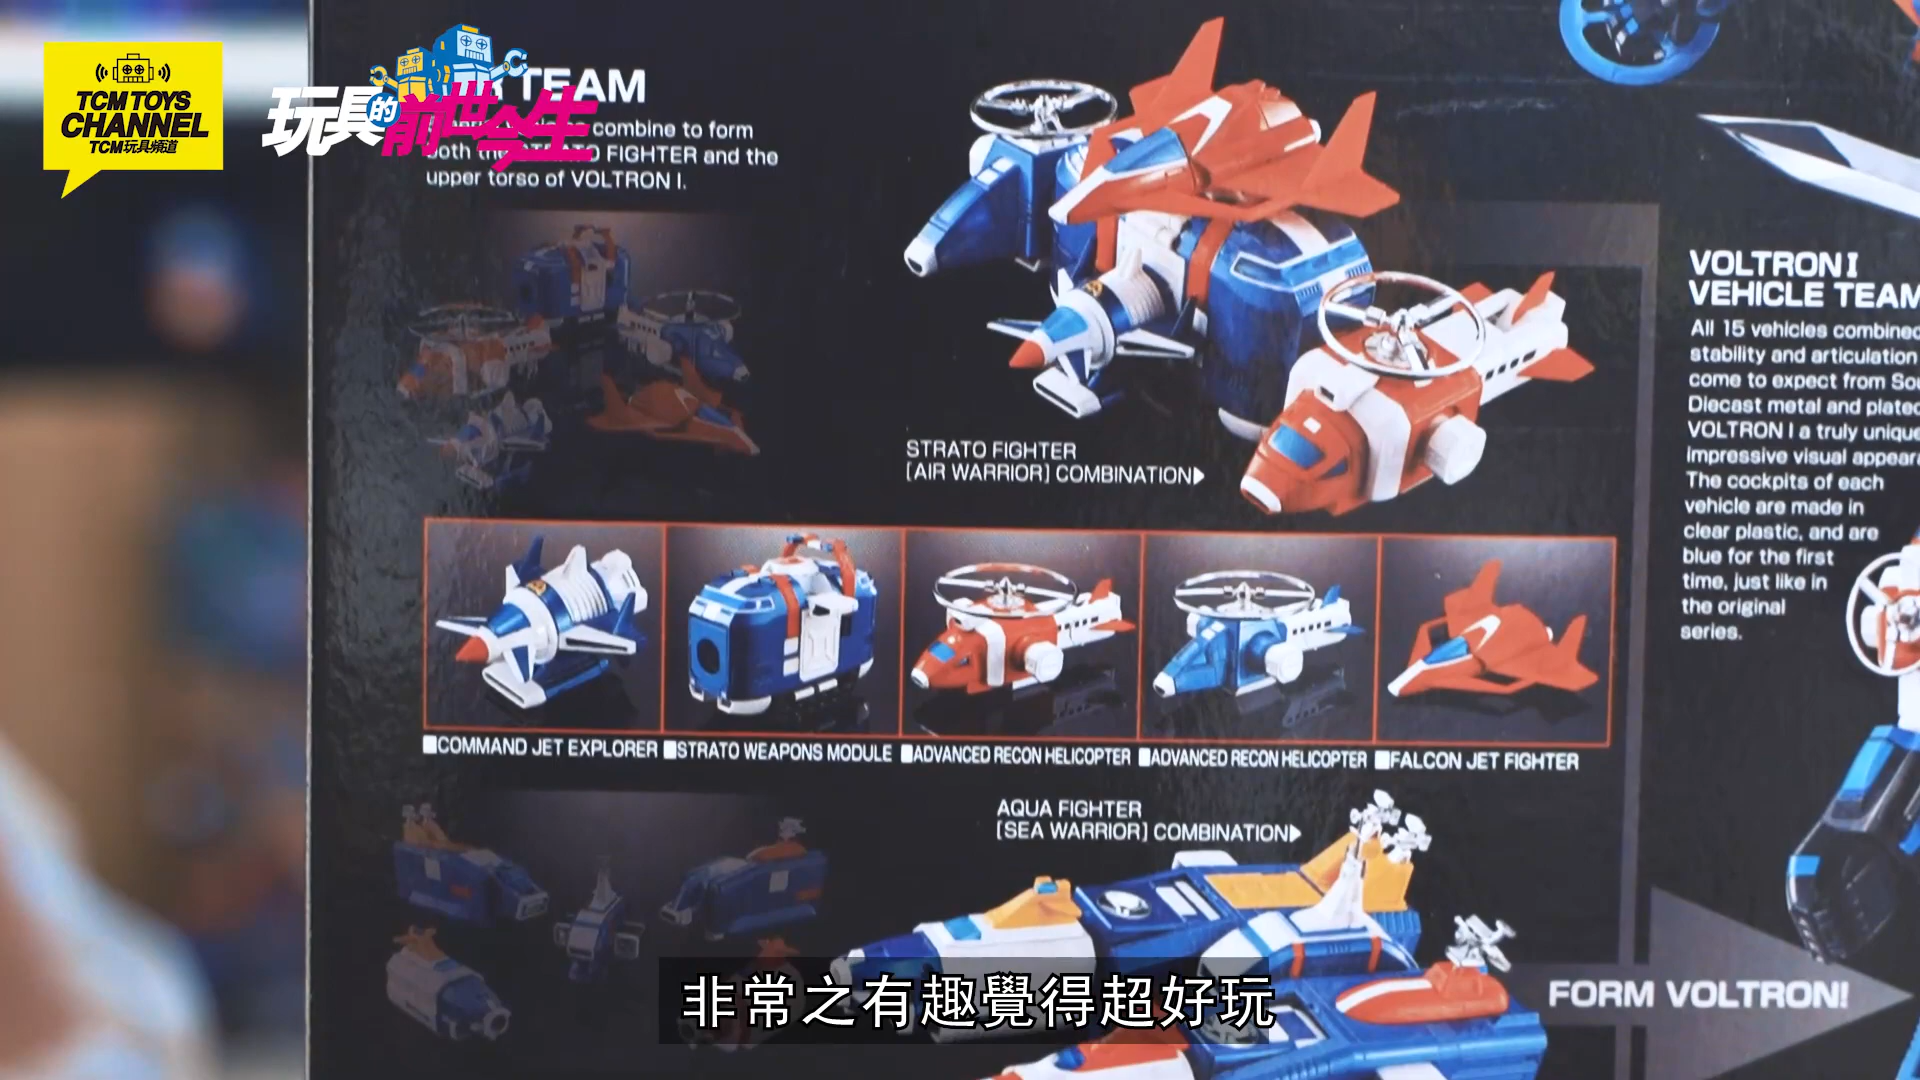 TCM TOYS
CHANNEL
TCM玩具頻道
玩具的前世今生
TEAM
combine to form
both the STRATO FIGHTER and the
upper torso of VOLTRON I.
STRATO FIGHTER
[AIR WARRIOR] COMBINATION▶
VOLTRON I
VEHICLE TEAM
All 15 vehicles combined
stability and articulation
come to expect from Sou
Diecast metal and plated
VOLTRON I a truly unique
impressive visual appear
The cockpits of each
vehicle are made in
clear plastic, and are
blue for the first
time, just like in
the original
series.
■COMMAND JET EXPLORER ■STRATO WEAPONS MODULE ■ADVANCED RECON HELICOPTER ■ADVANCED RECON HELICOPTER ■FALCON JET FIGHTER
AQUA FIGHTER
[SEA WARRIOR] COMBINATION▶
FORM VOLTRON!
非常之有趣覺得超好玩